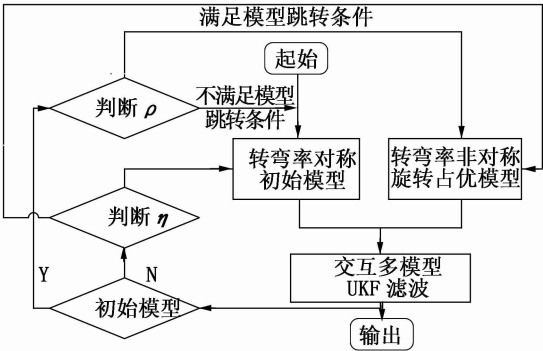 满足模型跳转条件
起始
判断 ρ
不满足模型
跳转条件
转弯率对称
初始模型
转弯率非对称
旋转占优模型
判断 η
Y
N
交互多模型
UKF 滤波
初始模型
输出